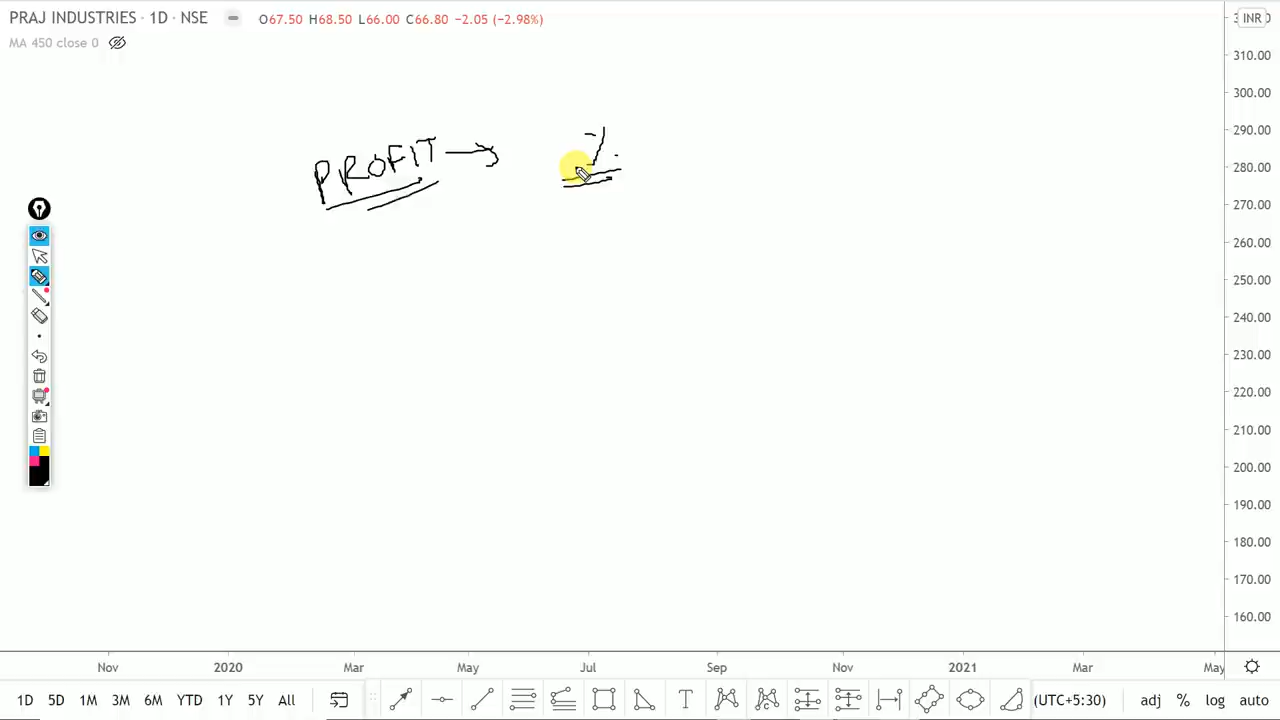 PRAJ INDUSTRIES · 1D · NSE O67.50 H68.50 L66.00 C66.80 −2.05 (−2.98%)
INR
MA 450 close 0
310.00
300.00
290.00
PROFIT → %.
280.00
270.00
260.00
250.00
240.00
230.00
220.00
210.00
200.00
190.00
180.00
170.00
160.00
Nov 2020 Mar May Jul Sep Nov 2021 Mar May
1D 5D 1M 3M 6M YTD 1Y 5Y All T C (UTC+5:30) adj % log auto